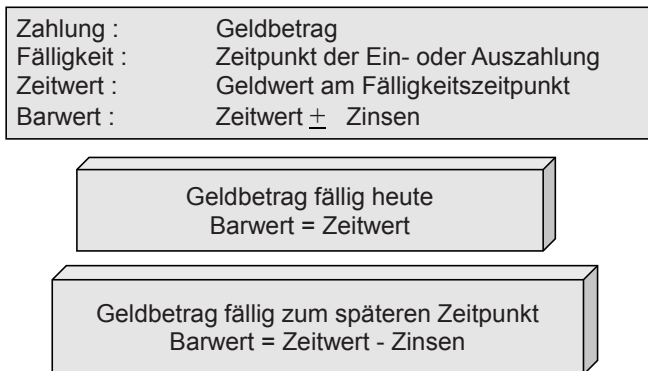 Zahlung : Geldbetrag
Fälligkeit : Zeitpunkt der Ein- oder Auszahlung
Zeitwert : Geldwert am Fälligkeitszeitpunkt
Barwert : Zeitwert ± Zinsen
Geldbetrag fällig heute
Barwert = Zeitwert
Geldbetrag fällig zum späteren Zeitpunkt
Barwert = Zeitwert - Zinsen